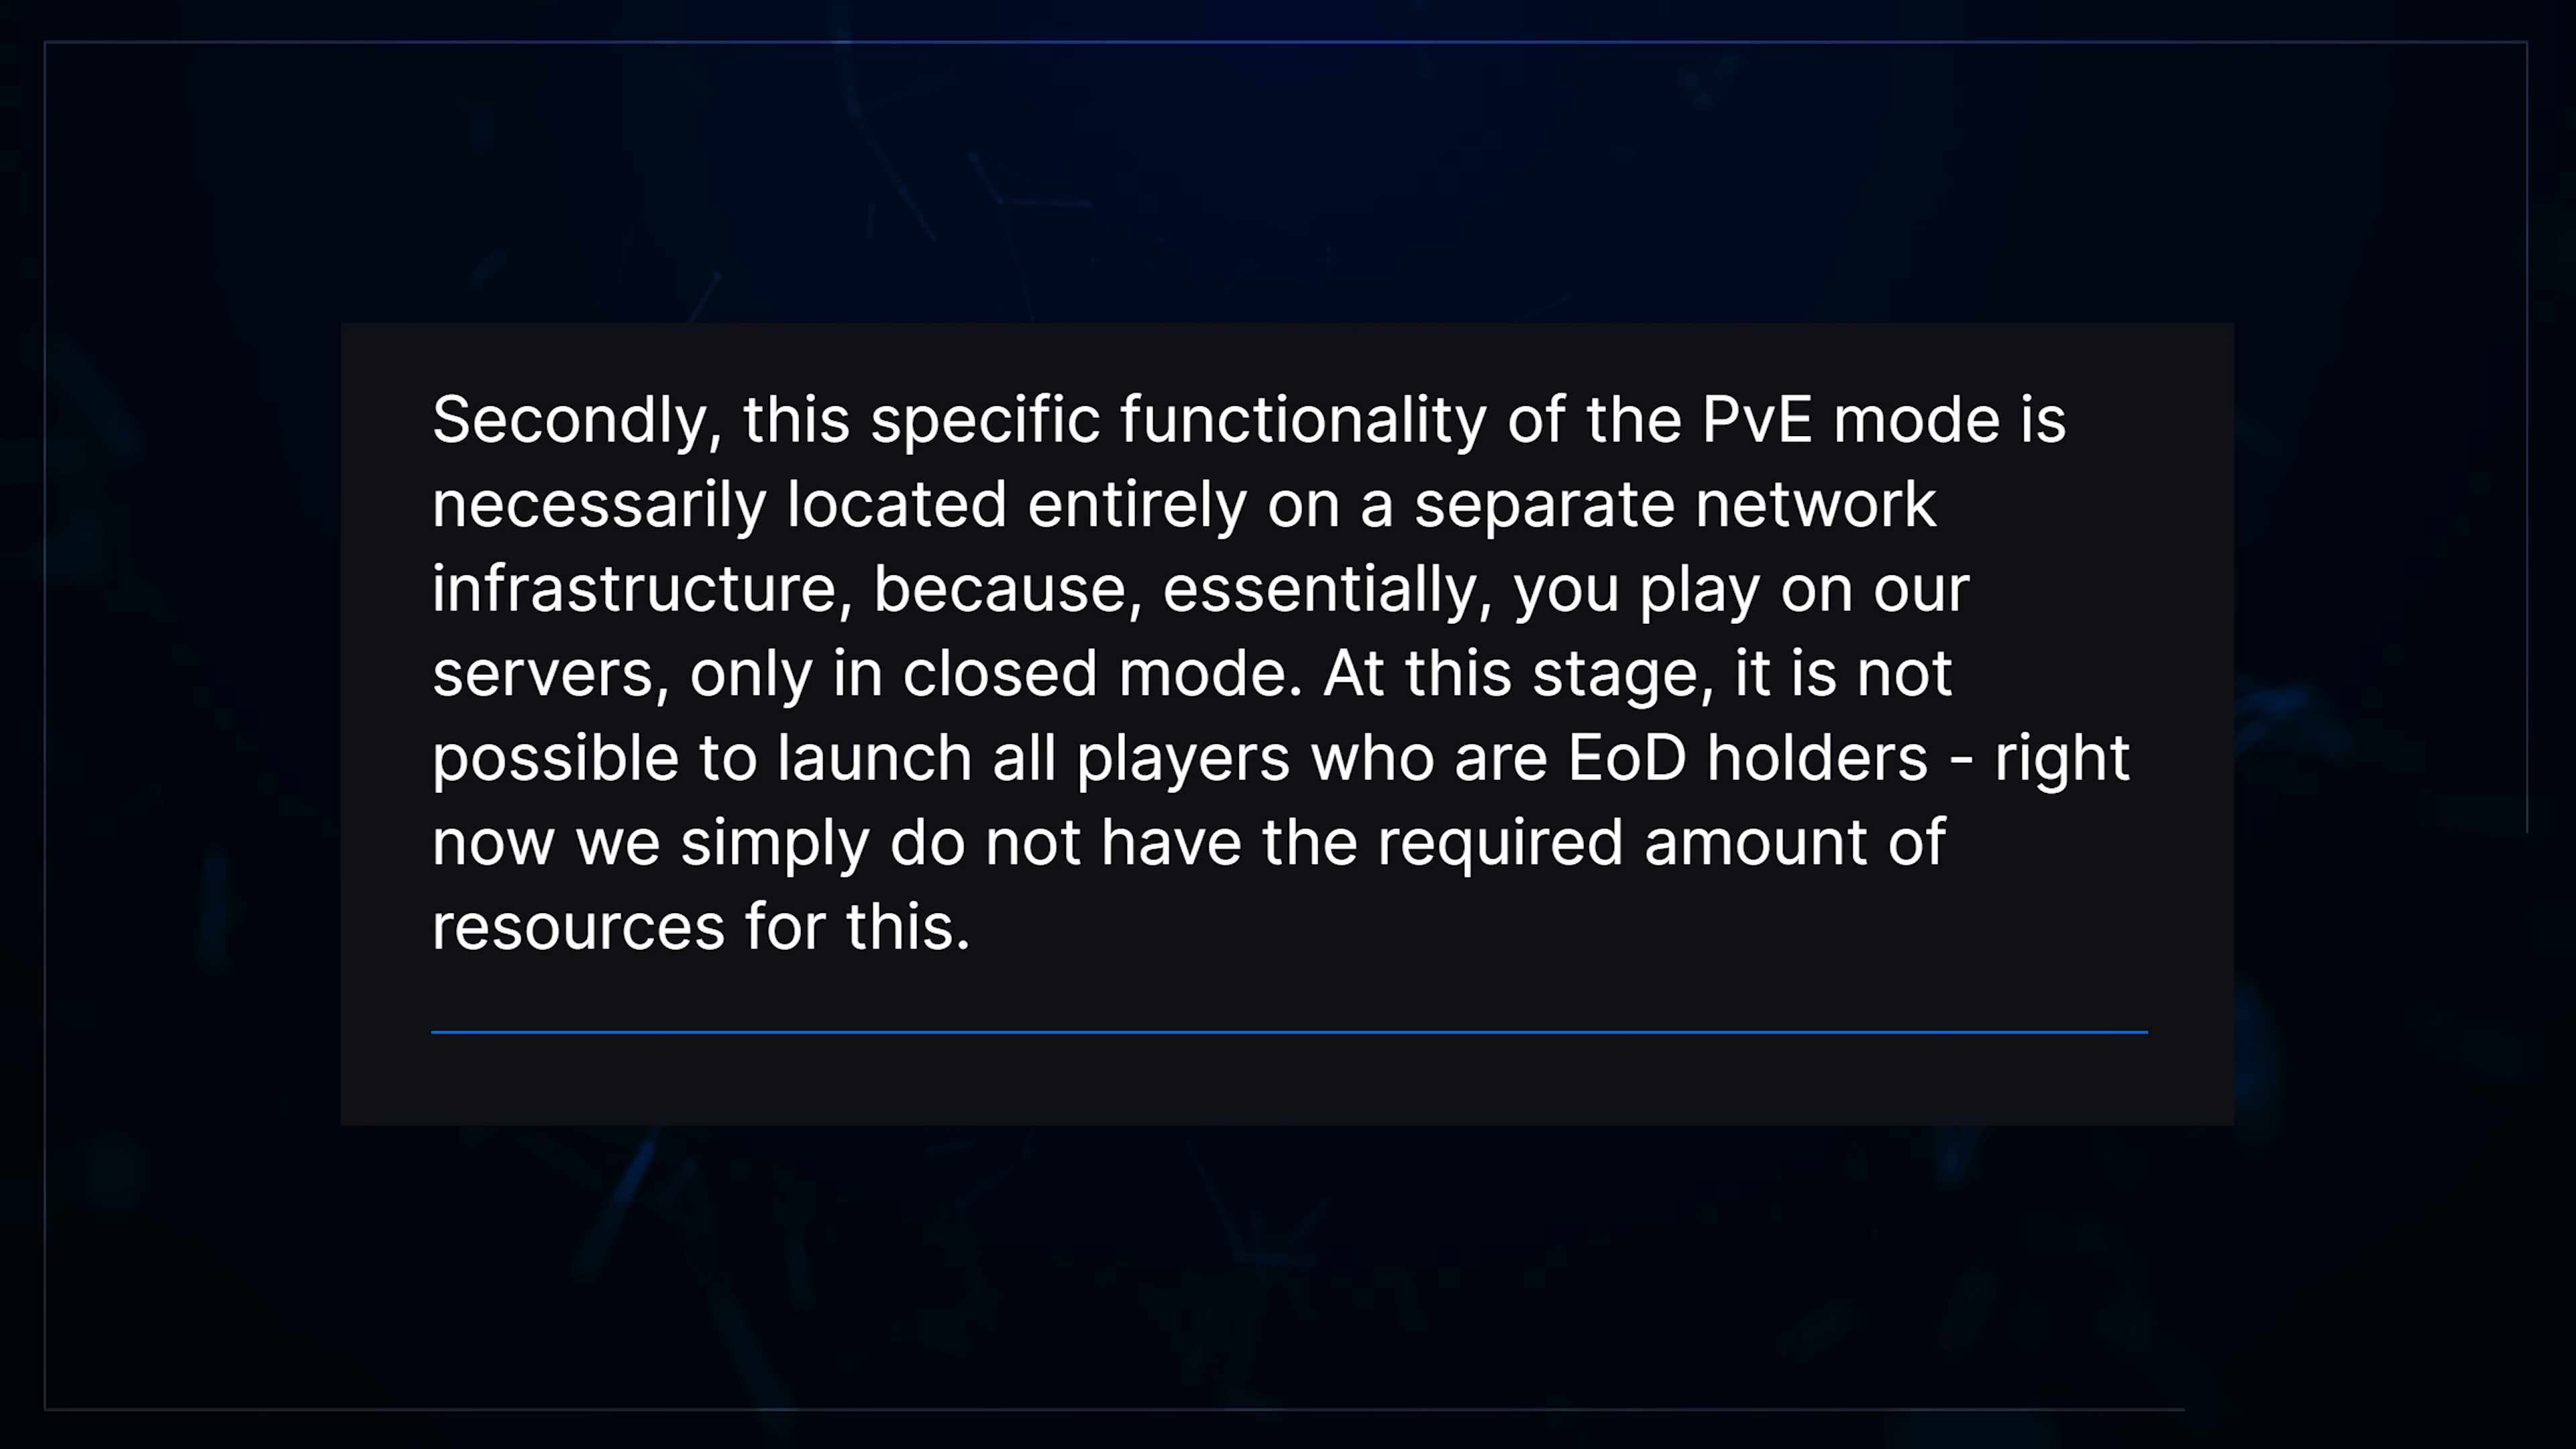 Secondly, this specific functionality of the PvE mode is
necessarily located entirely on a separate network
infrastructure, because, essentially, you play on our
servers, only in closed mode. At this stage, it is not
possible to launch all players who are EoD holders - right
now we simply do not have the required amount of
resources for this.